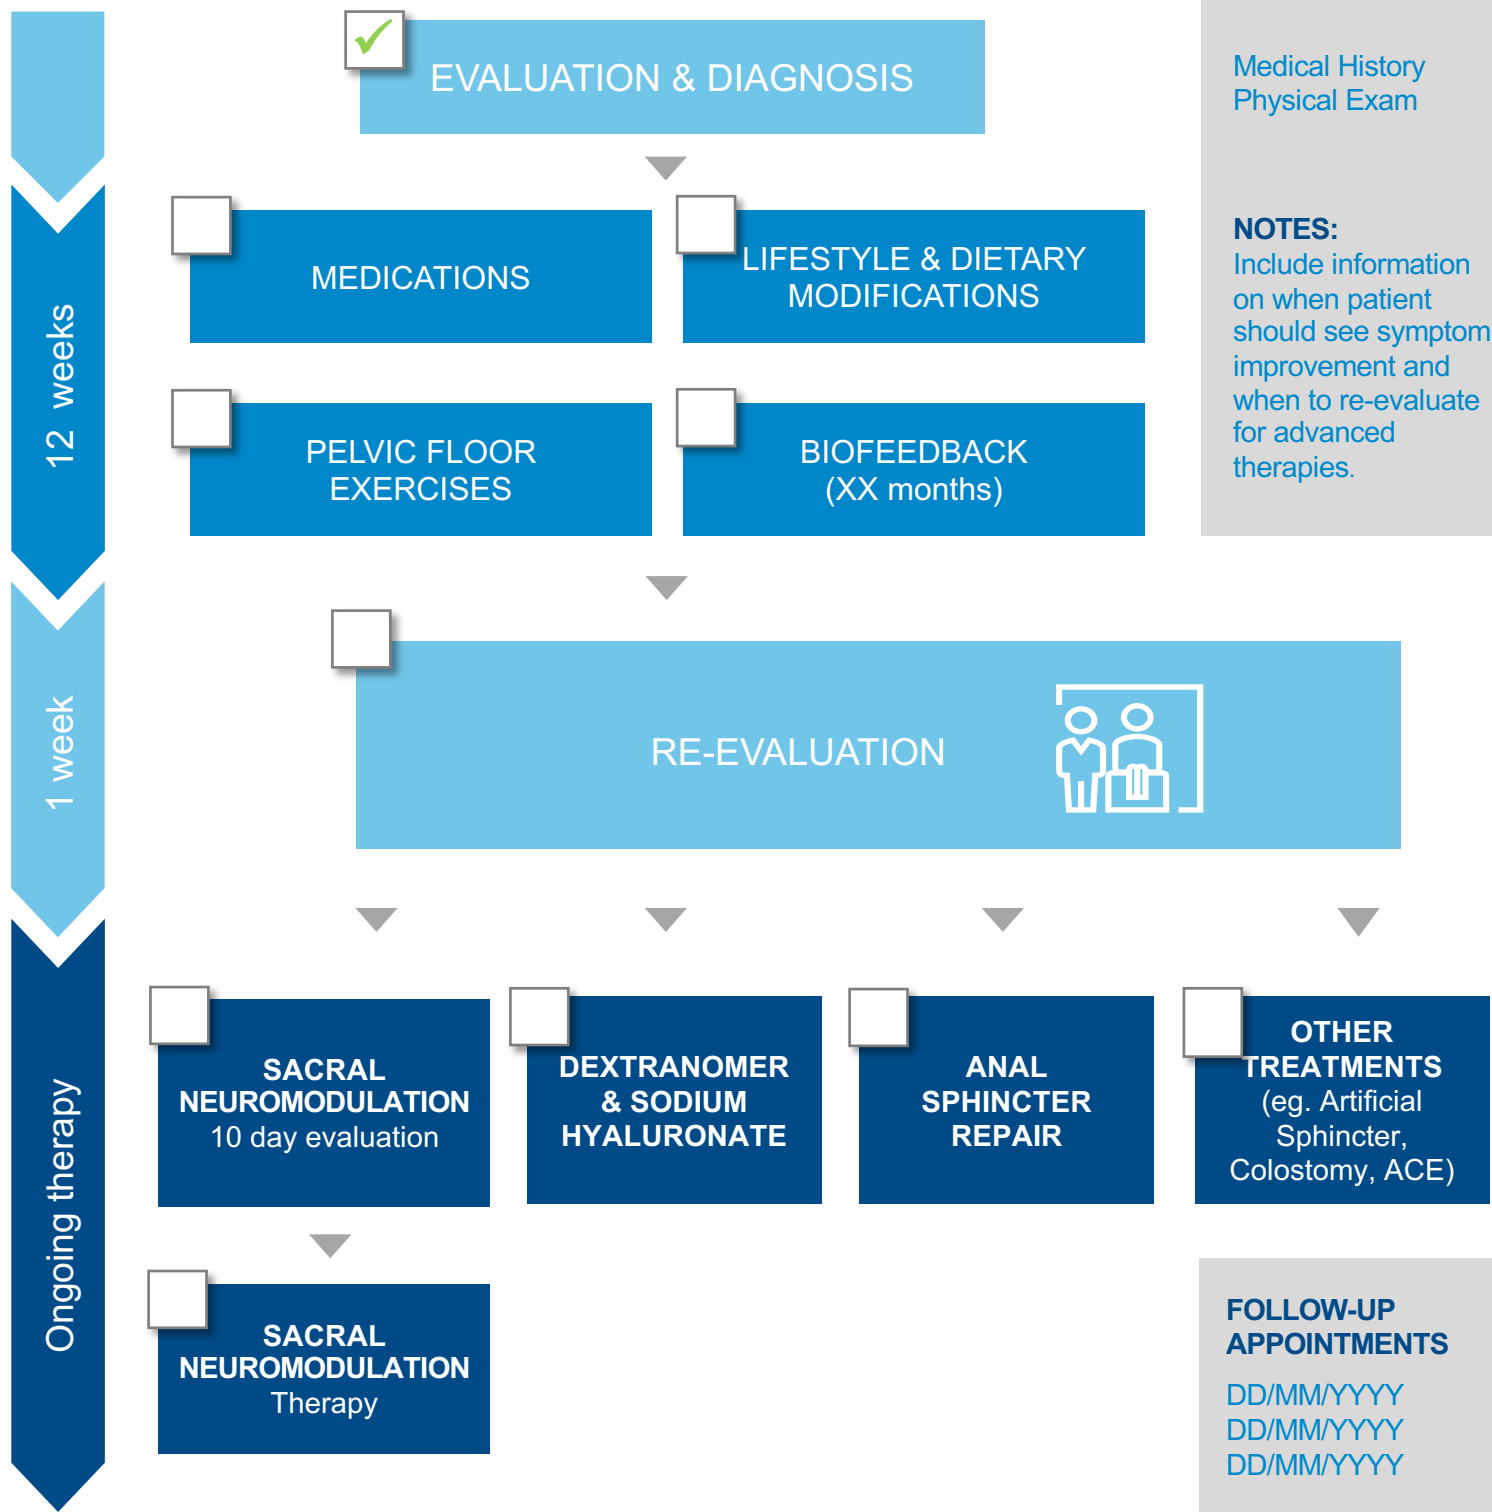 EVALUATION & DIAGNOSIS
Medical History
Physical Exam
NOTES:
Include information
on when patient
should see symptom
improvement and
when to re-evaluate
for advanced
therapies.
12 weeks
MEDICATIONS
LIFESTYLE & DIETARY
MODIFICATIONS
PELVIC FLOOR
EXERCISES
BIOFEEDBACK
(XX months)
1 week
RE-EVALUATION
Ongoing therapy
SACRAL
NEUROMODULATION
10 day evaluation
DEXTRANOMER
& SODIUM
HYALURONATE
ANAL
SPHINCTER
REPAIR
OTHER
TREATMENTS
(eg. Artificial
Sphincter,
Colostomy, ACE)
SACRAL
NEUROMODULATION
Therapy
FOLLOW-UP
APPOINTMENTS
DD/MM/YYYY
DD/MM/YYYY
DD/MM/YYYY